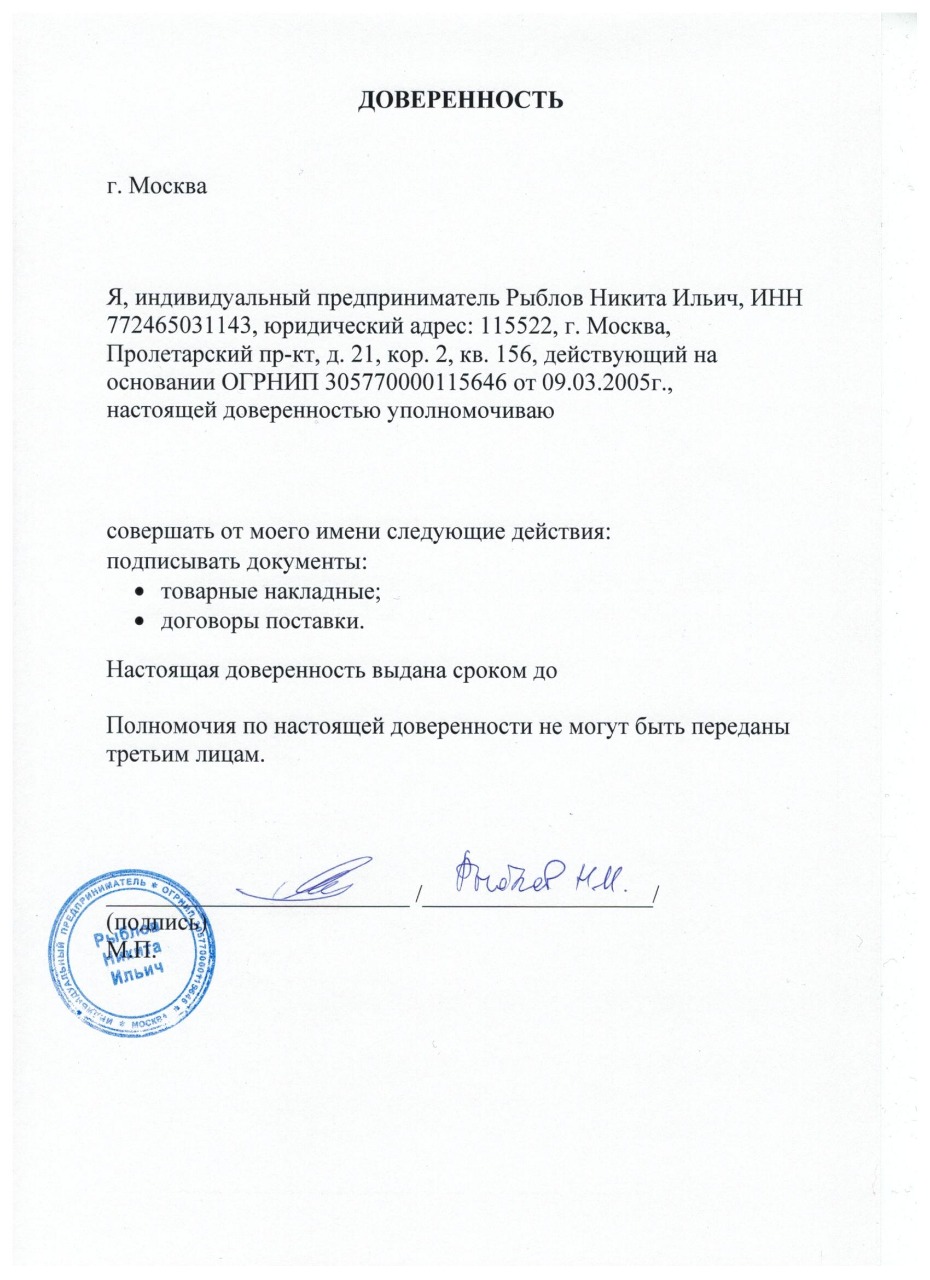 ДОВЕРЕННОСТЬ
г. Москва
Я, индивидуальный предприниматель Рыблов Никита Ильич, ИНН
772465031143, юридический адрес: 115522, г. Москва,
Пролетарский пр-кт, д. 21, кор. 2, кв. 156, действующий на
основании ОГРНИП 305770000115646 от 09.03.2005г.,
настоящей доверенностью уполномочиваю
совершать от моего имени следующие действия:
подписывать документы:
• товарные накладные;
• договоры поставки.
Настоящая доверенность выдана сроком до
Полномочия по настоящей доверенности не могут быть переданы
третьим лицам.
/ Рыблов Н.И. /
(подпись)
М.П.
ИНДИВИДУАЛЬНЫЙ ПРЕДПРИНИМАТЕЛЬ * ОГРНИП
* МОСКВА *
Рыблов
Никита
Ильич